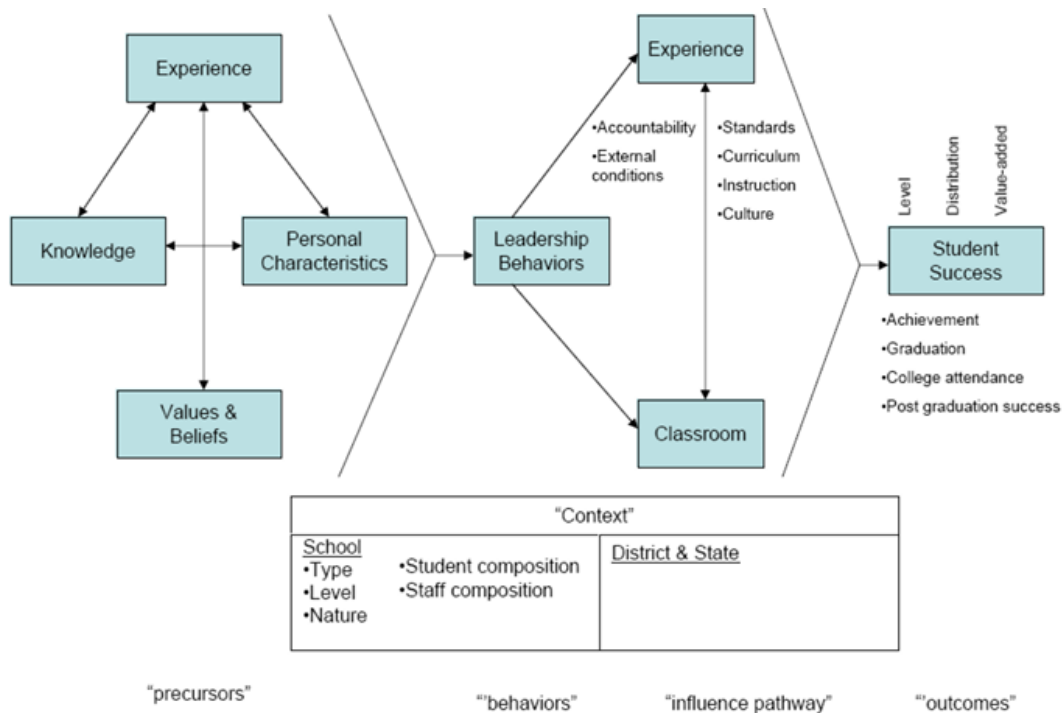 Experience
Knowledge
Personal
Characteristics
Values &
Beliefs
Leadership
Behaviors
Experience
•Accountability
•External
conditions
•Standards
•Curriculum
•Instruction
•Culture
Classroom
Level
Distribution
Value-added
Student
Success
•Achievement
•Graduation
•College attendance
•Post graduation success
“Context”
School
•Type
•Level
•Nature
•Student composition
•Staff composition
District & State
“precursors”
“’behaviors”
“influence pathway”
“’outcomes”